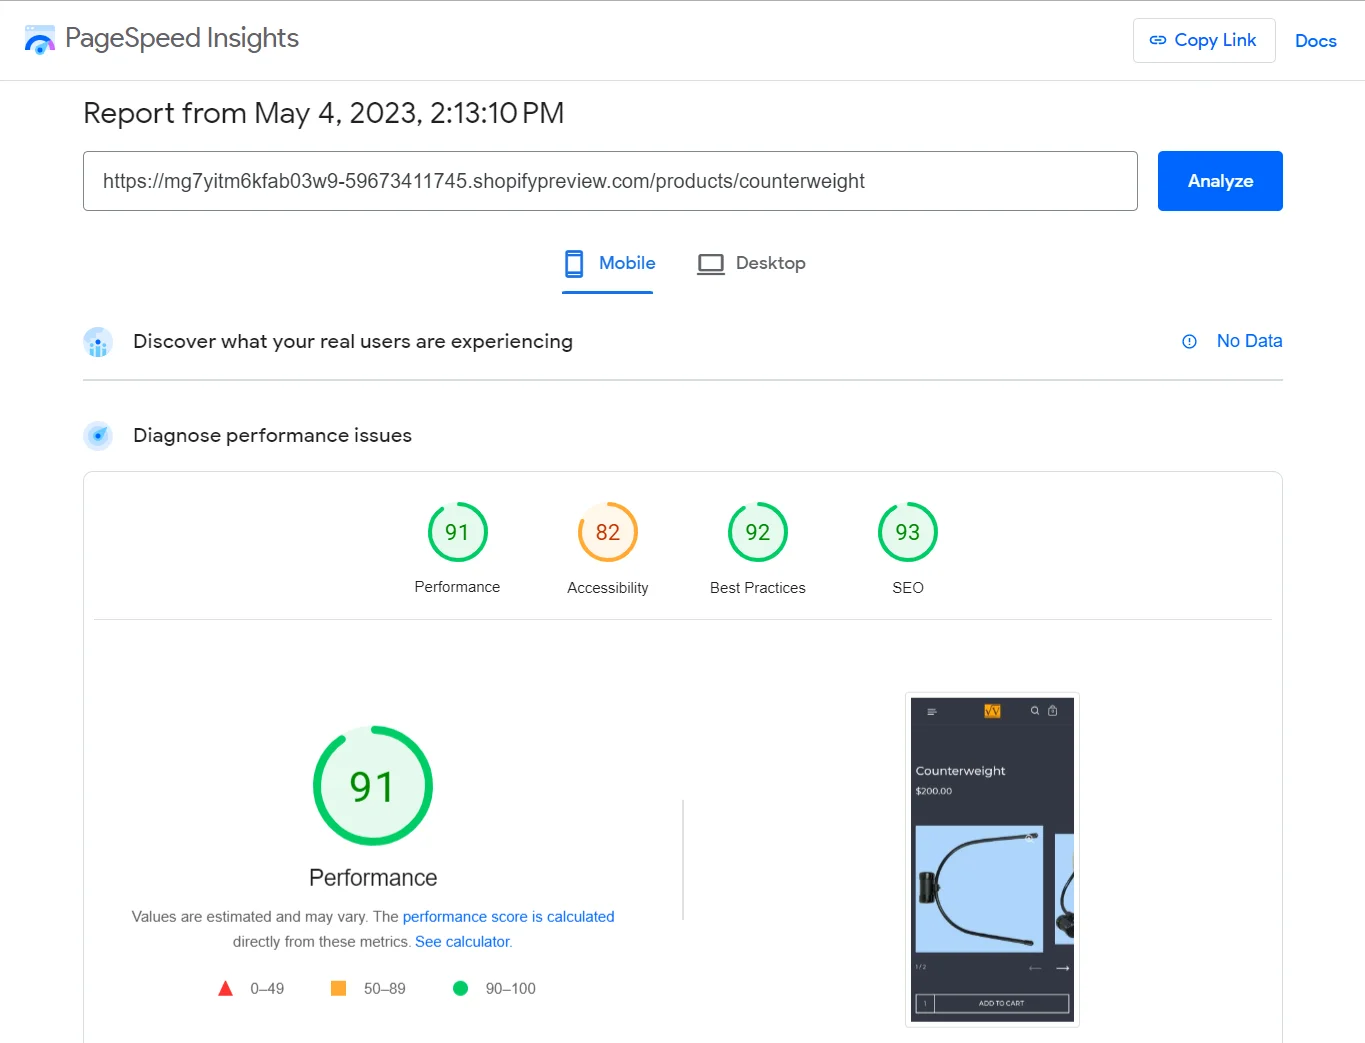 PageSpeed Insights
Copy Link
Docs
Report from May 4, 2023, 2:13:10 PM
https://mg7yitm6kfab03w9-59673411745.shopifypreview.com/products/counterweight
Analyze
Mobile
Desktop
Discover what your real users are experiencing
No Data
Diagnose performance issues
91
82
92
93
Performance
Accessibility
Best Practices
SEO
91
Performance
Values are estimated and may vary. The performance score is calculated
directly from these metrics. See calculator.
0–49
50–89
90–100
Counterweight
$200.00
1 / 2
1
ADD TO CART